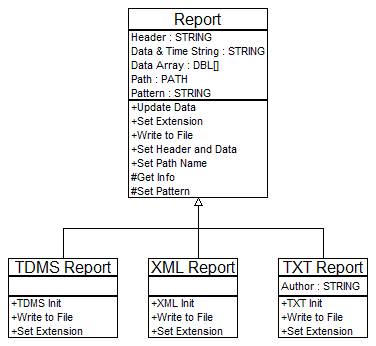 Report
Header : STRING
Data & Time String : STRING
Data Array : DBL[]
Path : PATH
Pattern : STRING
+Update Data
+Set Extension
+Write to File
+Set Header and Data
+Set Path Name
#Get Info
#Set Pattern
TDMS Report
+TDMS Init
+Write to File
+Set Extension
XML Report
+XML Init
+Write to File
+Set Extension
TXT Report
Author : STRING
+TXT Init
+Write to File
+Set Extension